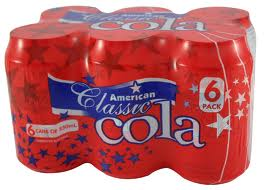 American
Classic
cola
6
PACK
6 CANS OF 330mL